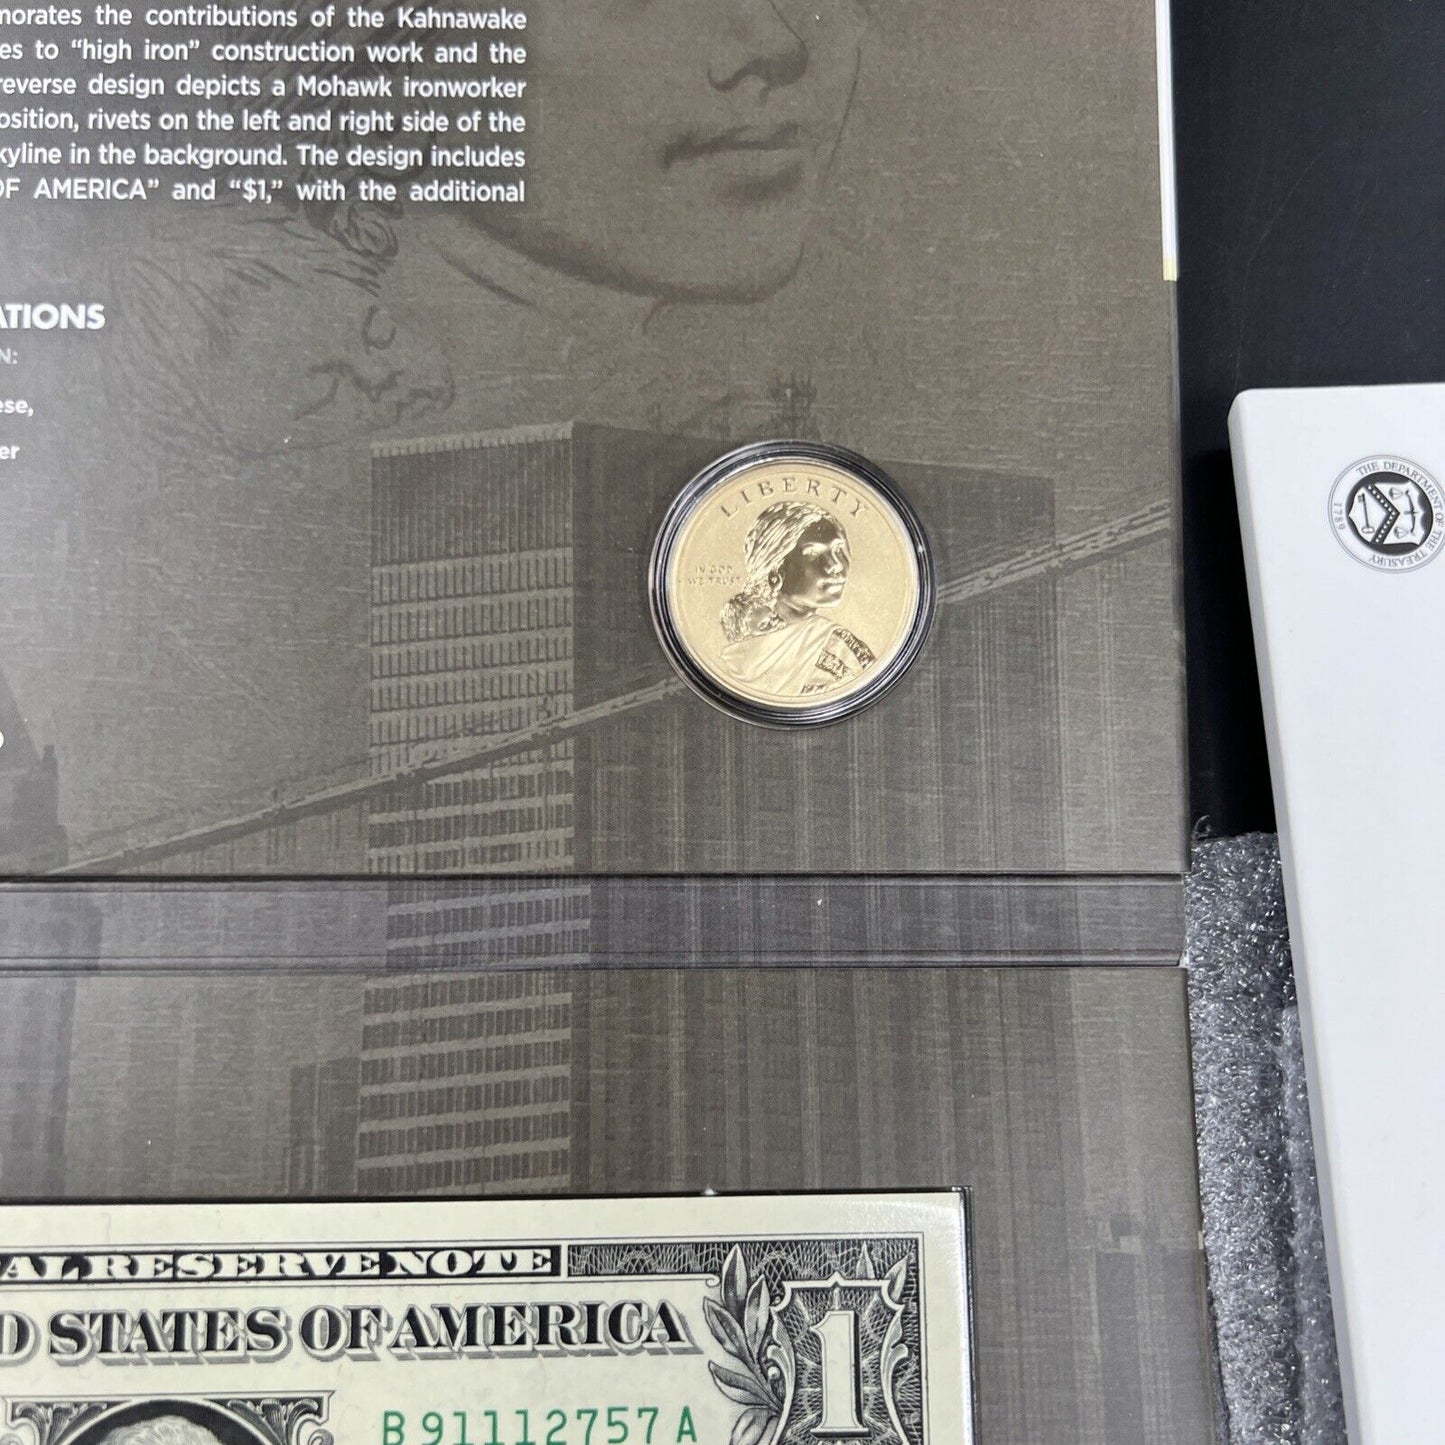 morates the contributions of the Kahnawake
es to “high iron” construction work and the
reverse design depicts a Mohawk ironworker
osition, rivets on the left and right side of the
kyline in the background. The design includes
OF AMERICA” and “$1,” with the additional
ATIONS
N:
ese,
er
LIBERTY
IN GOD
WE TRUST
THE DEPARTMENT OF THE TREASURY
1789
AL RESERVE NOTE
D STATES OF AMERICA
1
B 91112757 A